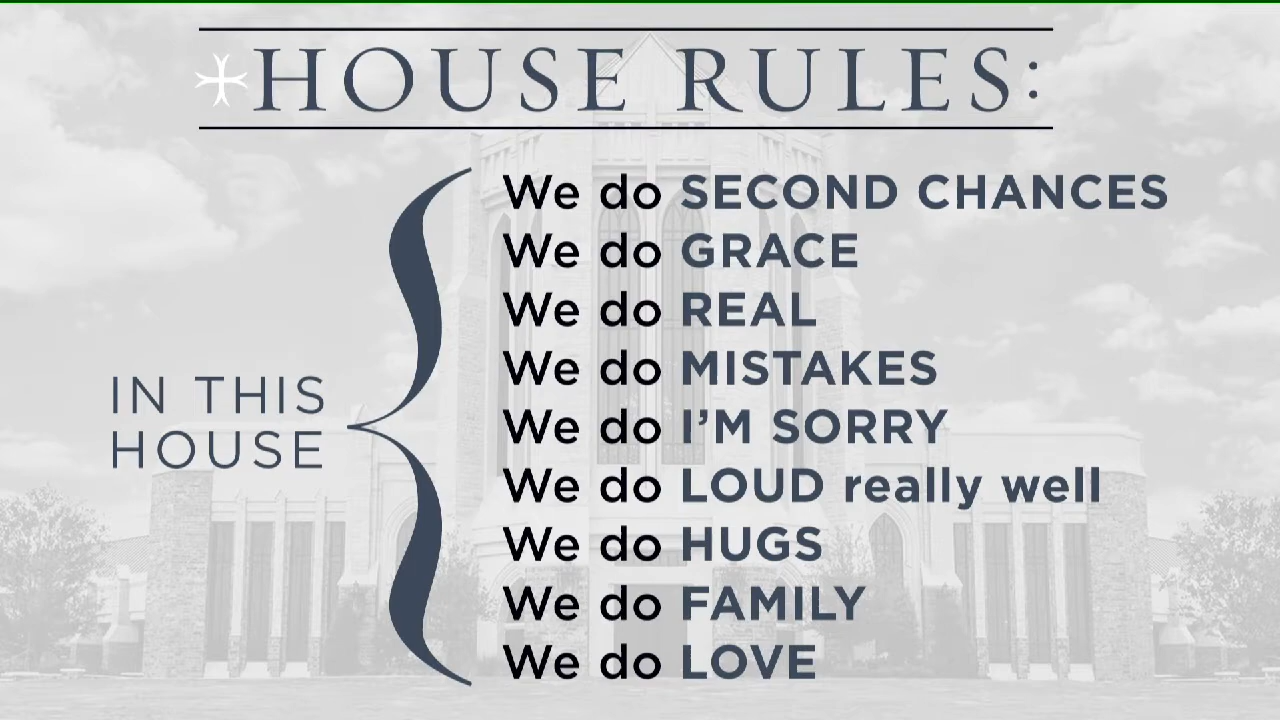 HOUSE RULES:
IN THIS
HOUSE
We do SECOND CHANCES
We do GRACE
We do REAL
We do MISTAKES
We do I'M SORRY
We do LOUD really well
We do HUGS
We do FAMILY
We do LOVE